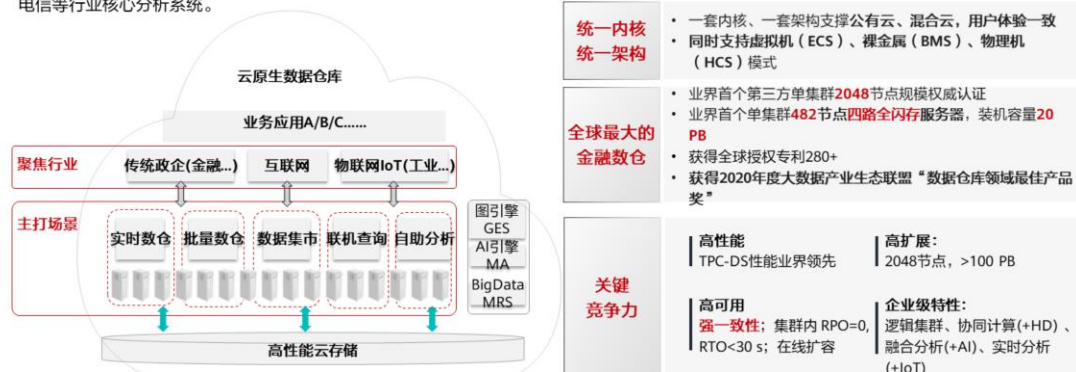 电信等行业核心分析系统。
云原生数据仓库
业务应用A/B/C......
聚焦行业
传统政企(金融...)
互联网
物联网IoT(工业...)
主打场景
实时数仓
批量数仓
数据集市
联机查询
自助分析
图引擎
GES
AI引擎
MA
BigData
MRS
高性能云存储
统一内核
统一架构
• 一套内核、一套架构支撑公有云、混合云，用户体验一致
• 同时支持虚拟机（ECS）、裸金属（BMS）、物理机
（HCS）模式
全球最大的
金融数仓
• 业界首个第三方单集群2048节点规模权威认证
• 业界首个单集群482节点四路全闪存服务器，装机容量20
PB
• 获得全球授权专利280+
• 获得2020年度大数据产业生态联盟“数据仓库领域最佳产品
奖”
关键
竞争力
高性能
TPC-DS性能业界领先
高扩展：
2048节点，>100 PB
高可用
强一致性；集群内 RPO=0,
RTO<30 s；在线扩容
企业级特性：
逻辑集群、协同计算(+HD) 、
融合分析(+AI)、实时分析
(+IoT)